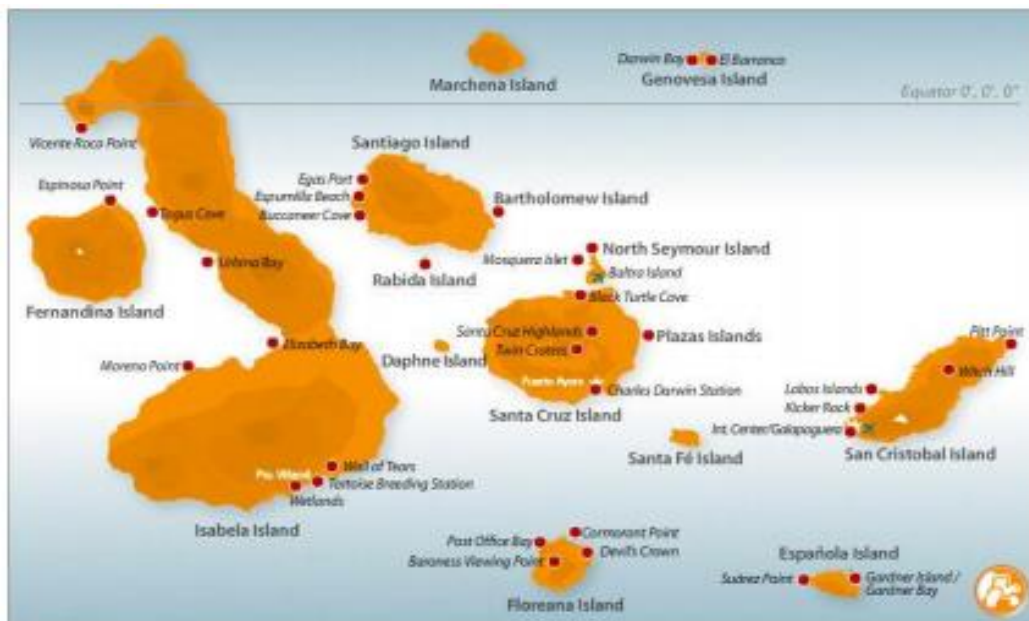 Marchena Island
Darwin Bay
El Barranco
Genovesa Island
Equator 0°, 0', 0"
Vicente Roca Point
Santiago Island
Espinosa Point
Egas Port
Espumilla Beach
Buccaneer Cove
Bartholomew Island
Tagus Cove
Urbina Bay
North Seymour Island
Mosquera Islet
Baltra Island
Rabida Island
Fernandina Island
Black Turtle Cove
Santa Cruz Highlands
Plazas Islands
Twin Craters
Daphne Island
Elizabeth Bay
Moreno Point
Pitt Point
Witch Hill
Puerto Ayora
Charles Darwin Station
Lobos Islands
Kicker Rock
Santa Cruz Island
Int. Center/Galapaguera
San Cristobal Island
Santa Fé Island
Wall of Tears
Tortoise Breeding Station
Wetlands
Isabela Island
Cormorant Point
Post Office Bay
Devil's Crown
Baroness Viewing Point
Floreana Island
Española Island
Suárez Point
Gardner Island /
Gardner Bay